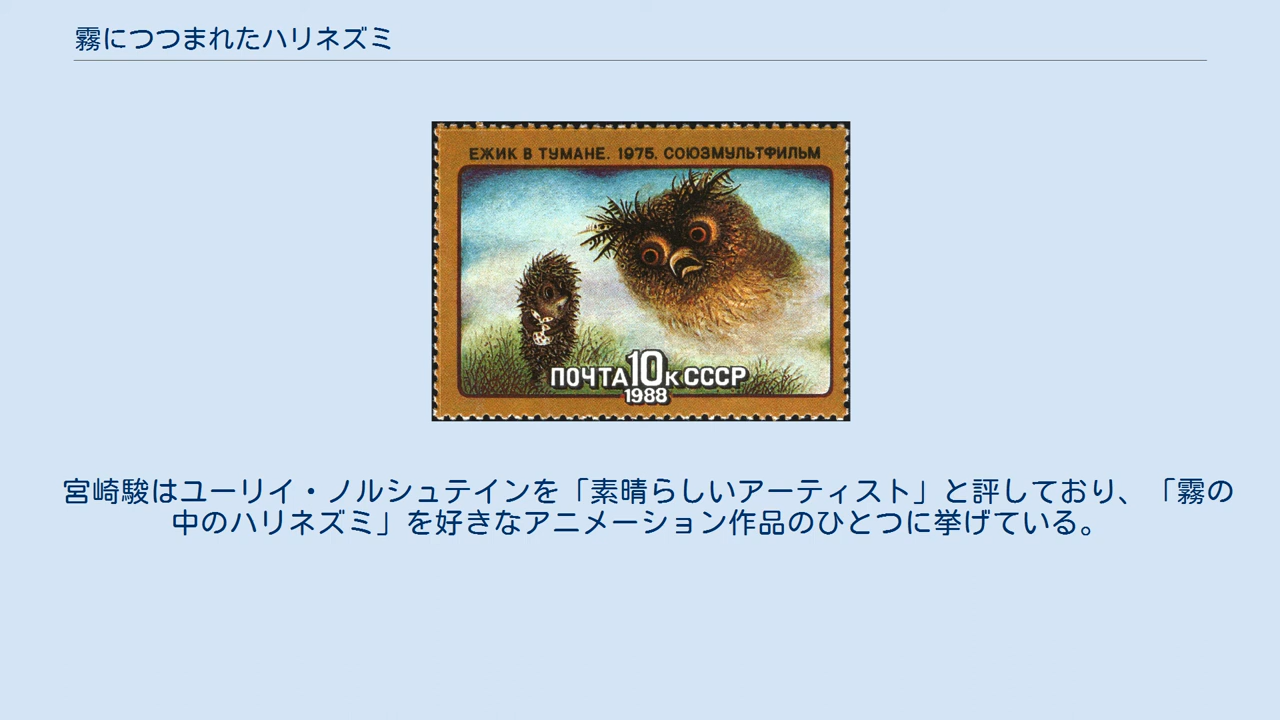 霧につつまれたハリネズミ
ЕЖИК В ТУМАНЕ. 1975. СОЮЗМУЛЬТФИЛЬМ
ПОЧТА 10К СССР
1988
宮崎駿はユーリイ・ノルシュテインを「素晴らしいアーティスト」と評しており、「霧の
中のハリネズミ」を好きなアニメーション作品のひとつに挙げている。